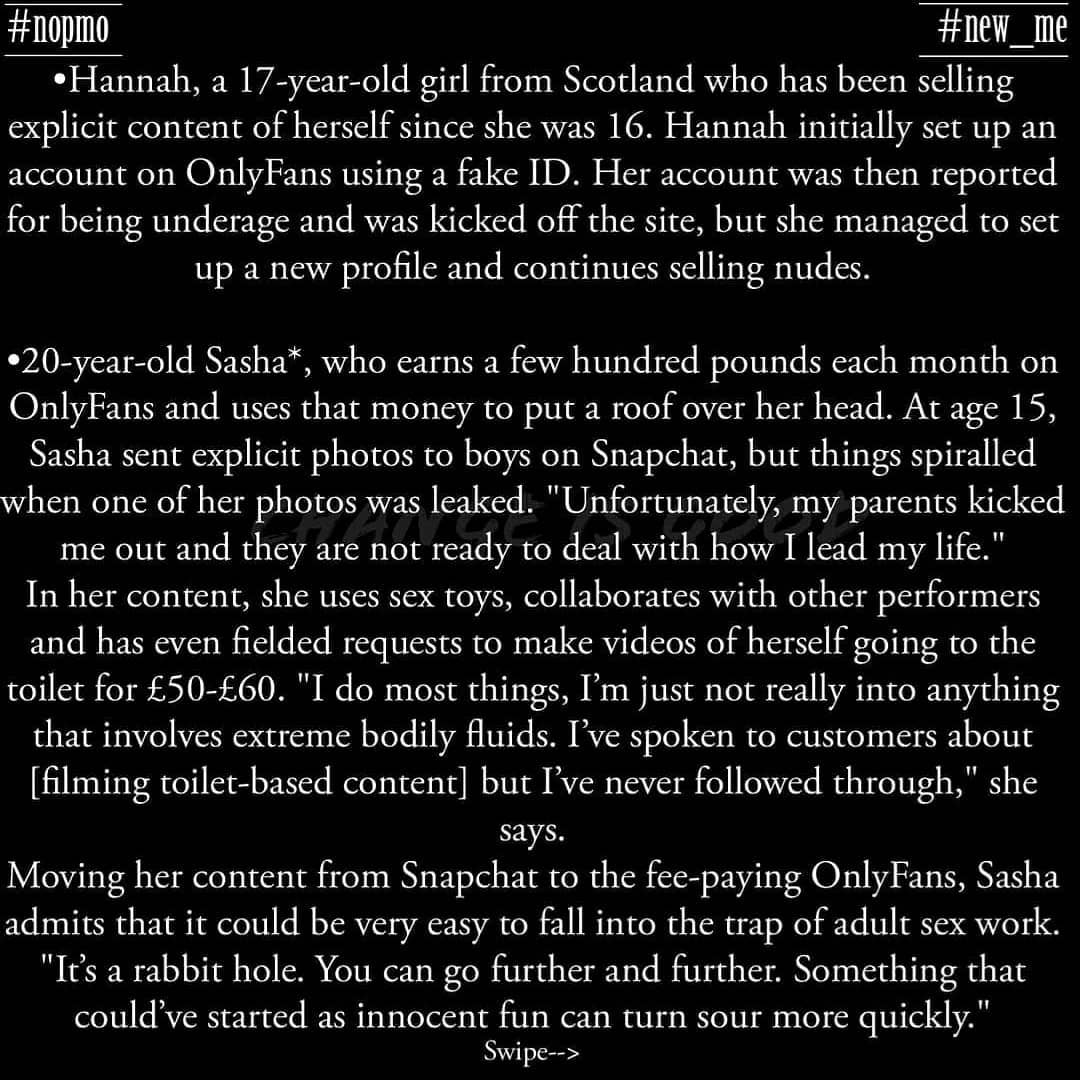 #nopmo
#new_me
•Hannah, a 17-year-old girl from Scotland who has been selling
explicit content of herself since she was 16. Hannah initially set up an
account on OnlyFans using a fake ID. Her account was then reported
for being underage and was kicked off the site, but she managed to set
up a new profile and continues selling nudes.
•20-year-old Sasha*, who earns a few hundred pounds each month on
OnlyFans and uses that money to put a roof over her head. At age 15,
Sasha sent explicit photos to boys on Snapchat, but things spiralled
when one of her photos was leaked. "Unfortunately, my parents kicked
CHANGE IS GOOD
me out and they are not ready to deal with how I lead my life."
In her content, she uses sex toys, collaborates with other performers
and has even fielded requests to make videos of herself going to the
toilet for £50-£60. "I do most things, I’m just not really into anything
that involves extreme bodily fluids. I’ve spoken to customers about
[filming toilet-based content] but I’ve never followed through," she
says.
Moving her content from Snapchat to the fee-paying OnlyFans, Sasha
admits that it could be very easy to fall into the trap of adult sex work.
"It’s a rabbit hole. You can go further and further. Something that
could’ve started as innocent fun can turn sour more quickly."
Swipe-->